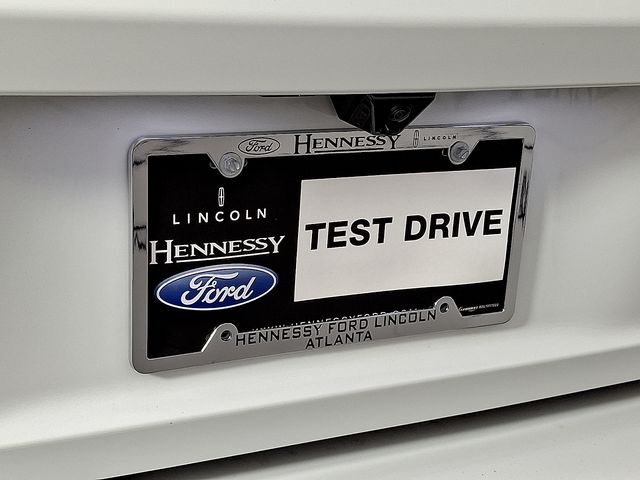 Ford HENNESSY LINCOLN
LINCOLN
HENNESSY
Ford
TEST DRIVE
HENNESSY FORD LINCOLN
ATLANTA